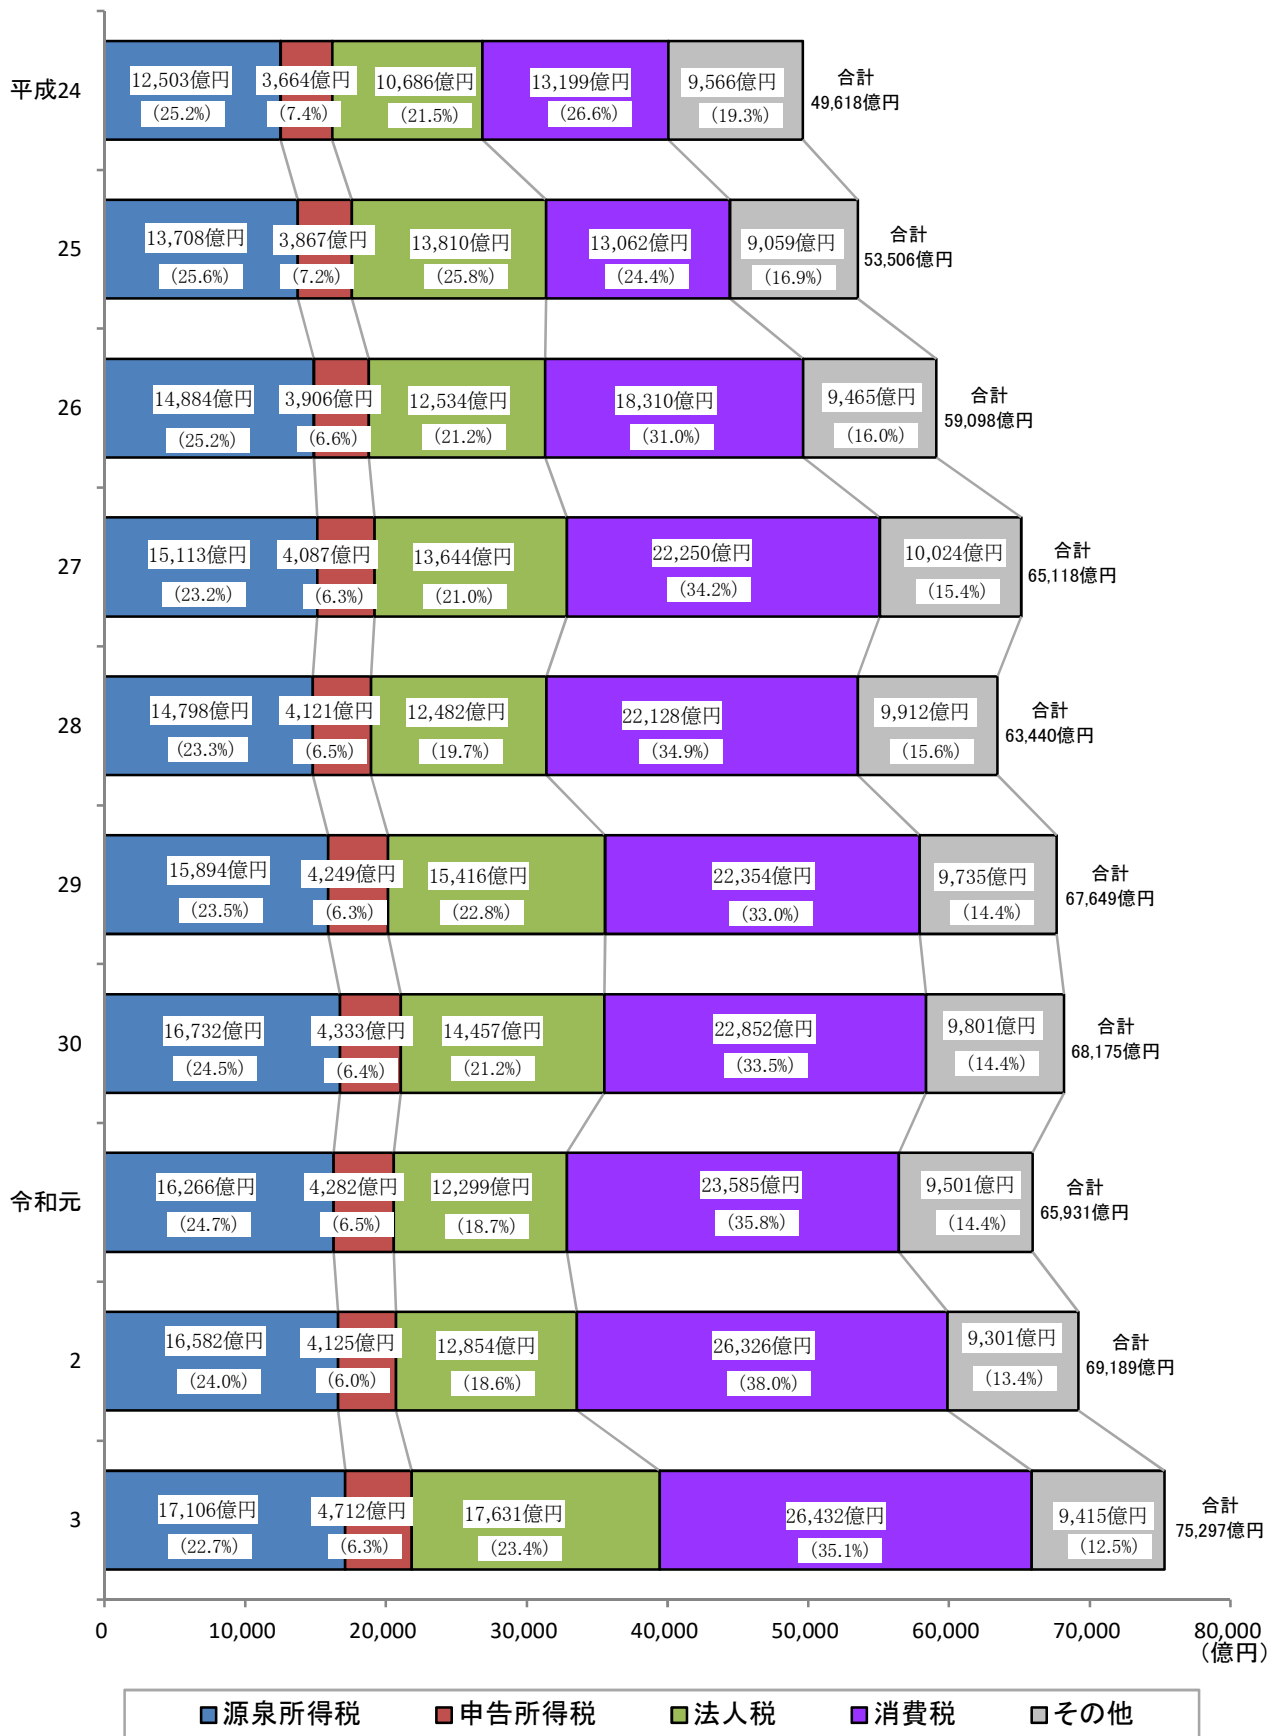 平成24
12,503億円 3,664億円 10,686億円 13,199億円 9,566億円 合計
(25.2%) (7.4%) (21.5%) (26.6%) (19.3%) 49,618億円
25
13,708億円 3,867億円 13,810億円 13,062億円 9,059億円 合計
(25.6%) (7.2%) (25.8%) (24.4%) (16.9%) 53,506億円
26
14,884億円 3,906億円 12,534億円 18,310億円 9,465億円 合計
(25.2%) (6.6%) (21.2%) (31.0%) (16.0%) 59,098億円
27
15,113億円 4,087億円 13,644億円 22,250億円 10,024億円 合計
(23.2%) (6.3%) (21.0%) (34.2%) (15.4%) 65,118億円
28
14,798億円 4,121億円 12,482億円 22,128億円 9,912億円 合計
(23.3%) (6.5%) (19.7%) (34.9%) (15.6%) 63,440億円
29
15,894億円 4,249億円 15,416億円 22,354億円 9,735億円 合計
(23.5%) (6.3%) (22.8%) (33.0%) (14.4%) 67,649億円
30
16,732億円 4,333億円 14,457億円 22,852億円 9,801億円 合計
(24.5%) (6.4%) (21.2%) (33.5%) (14.4%) 68,175億円
令和元
16,266億円 4,282億円 12,299億円 23,585億円 9,501億円 合計
(24.7%) (6.5%) (18.7%) (35.8%) (14.4%) 65,931億円
2
16,582億円 4,125億円 12,854億円 26,326億円 9,301億円 合計
(24.0%) (6.0%) (18.6%) (38.0%) (13.4%) 69,189億円
3
17,106億円 4,712億円 17,631億円 26,432億円 9,415億円 合計
(22.7%) (6.3%) (23.4%) (35.1%) (12.5%) 75,297億円
0 10,000 20,000 30,000 40,000 50,000 60,000 70,000 80,000
(億円)
源泉所得税 申告所得税 法人税 消費税 その他